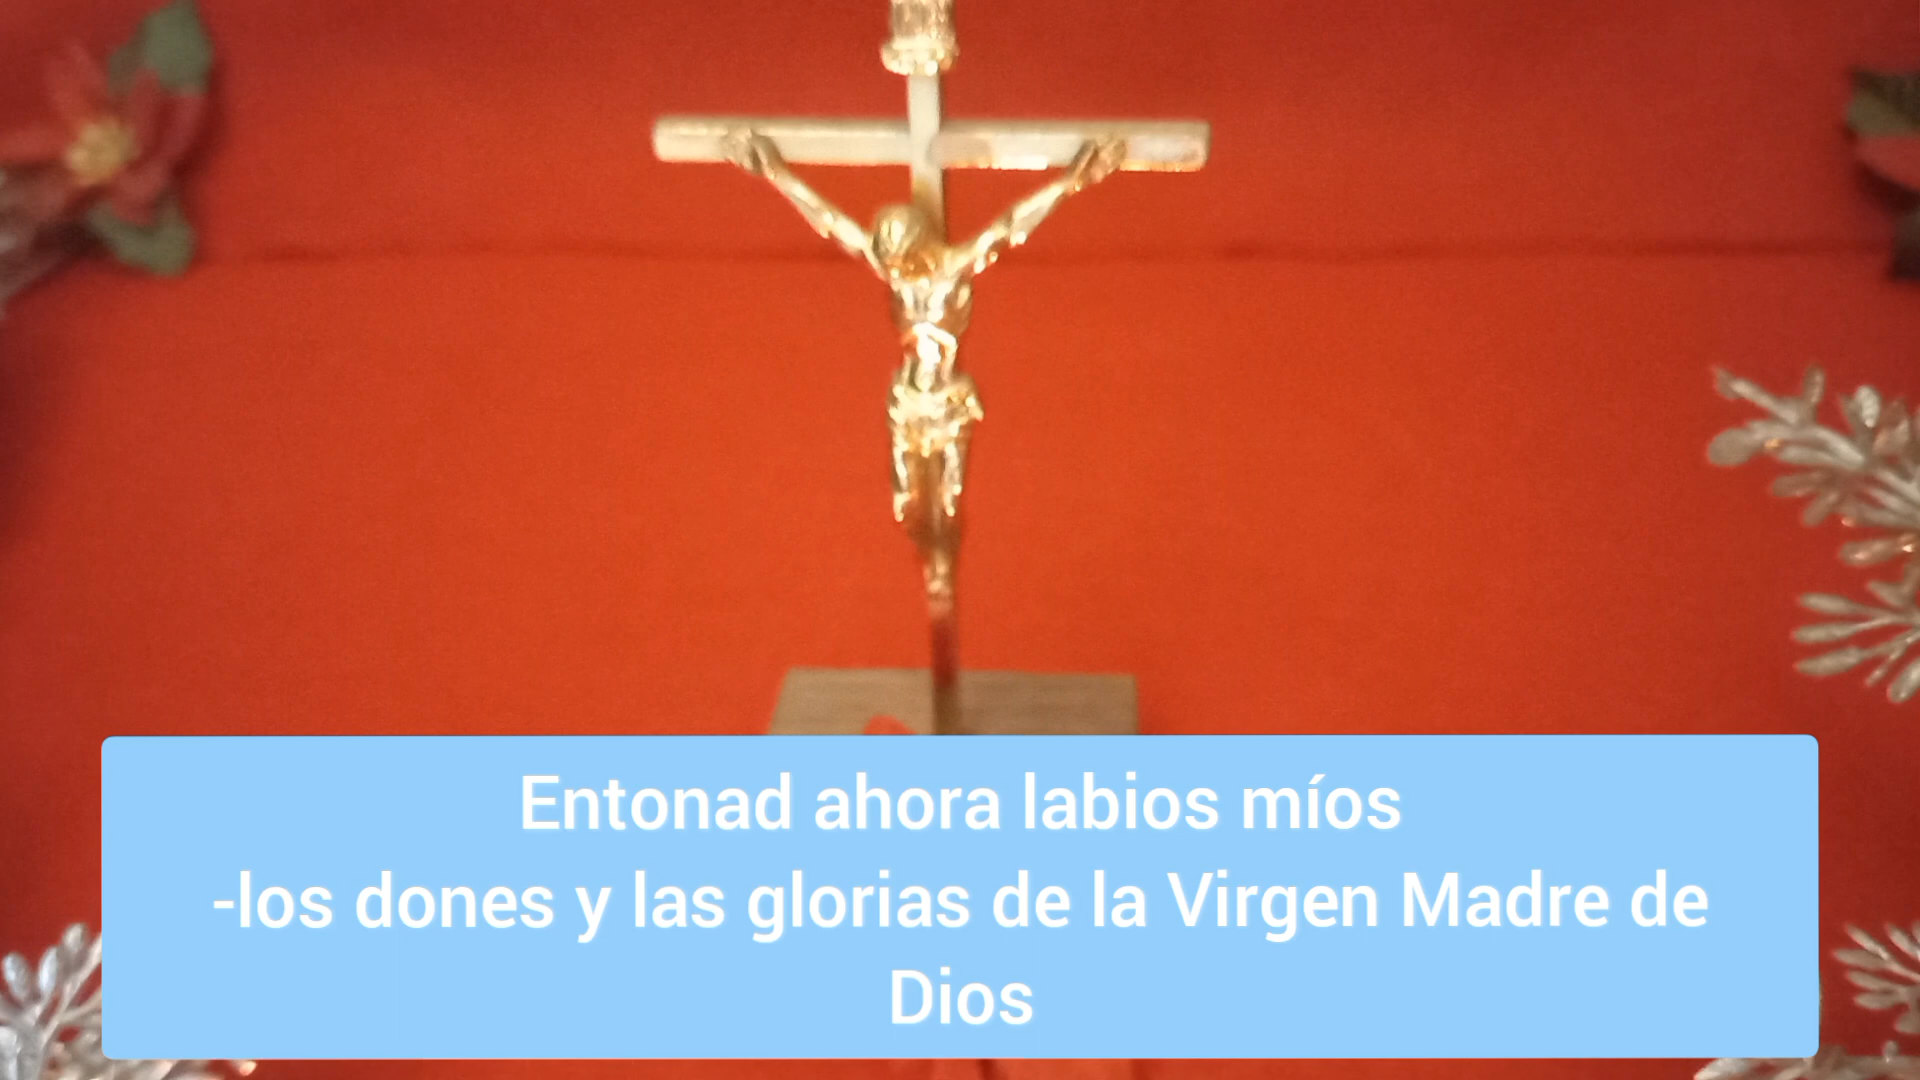 Entonad ahora labios míos
-los dones y las glorias de la Virgen Madre de
Dios